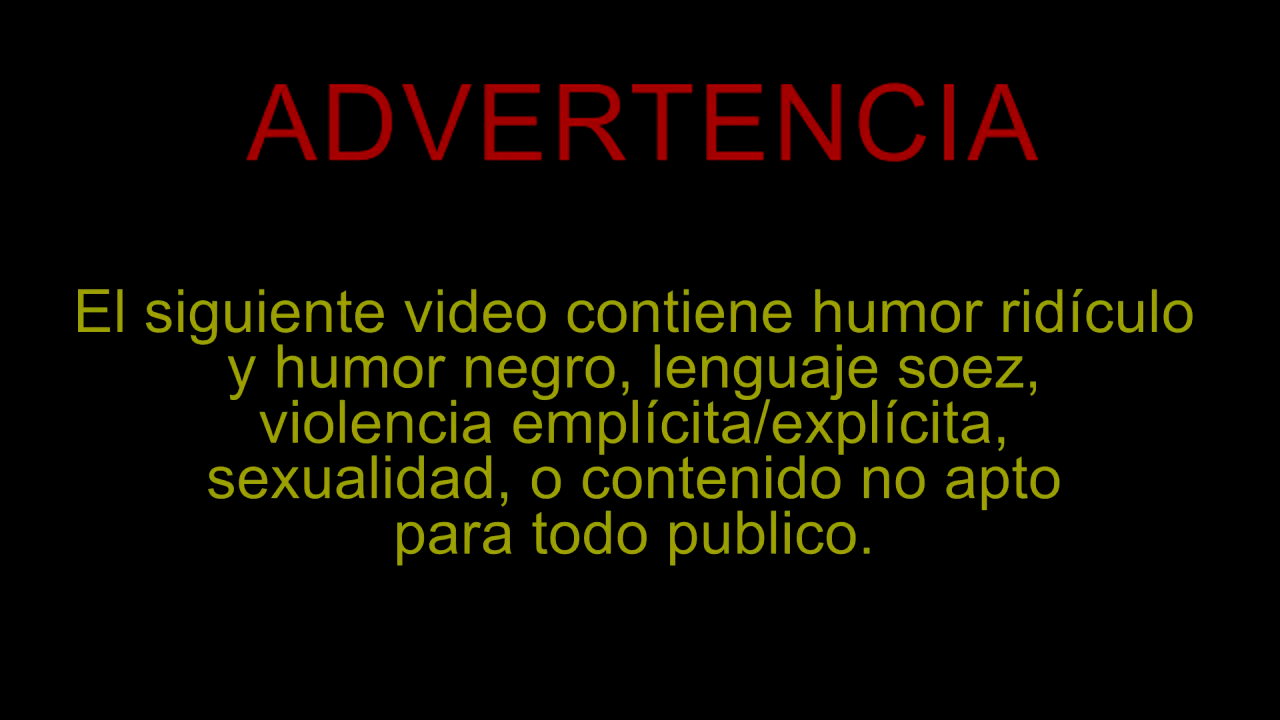 ADVERTENCIA
El siguiente video contiene humor ridículo
y humor negro, lenguaje soez,
violencia emplícita/explícita,
sexualidad, o contenido no apto
para todo publico.